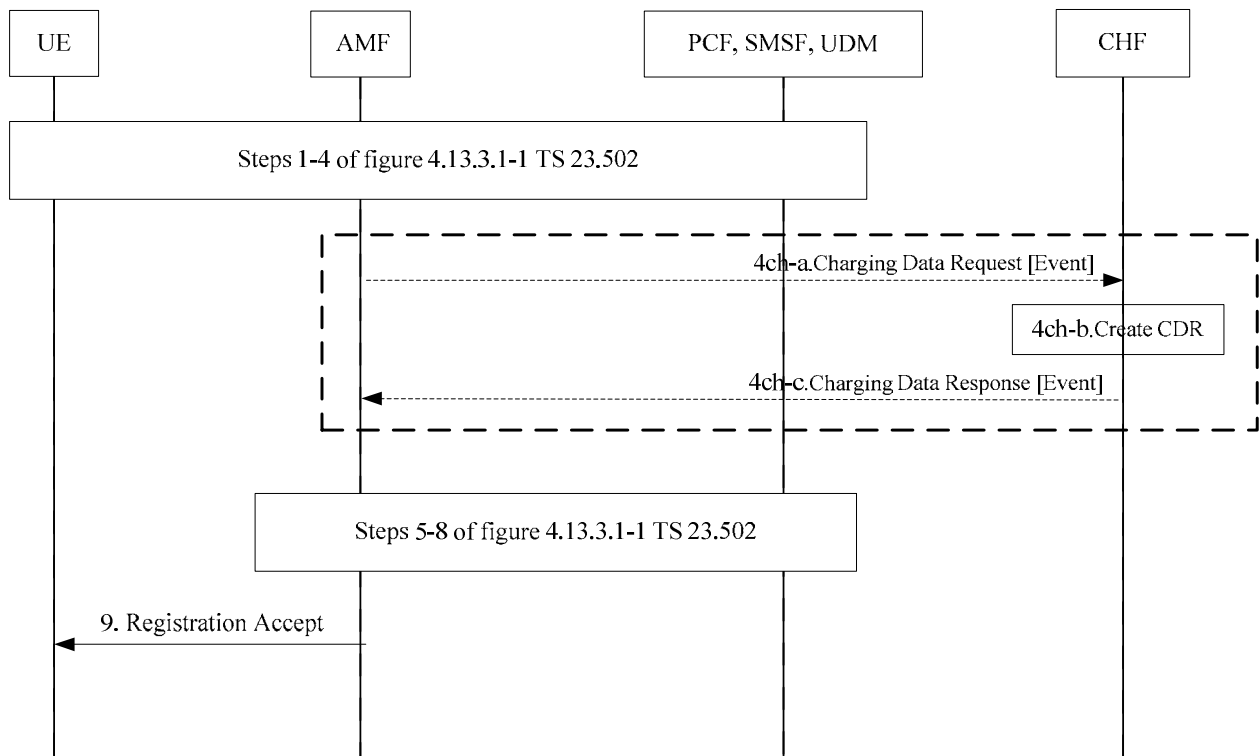 UE
AMF
PCF, SMSF, UDM
CHF
Steps 1-4 of figure 4.13.3.1-1 TS 23.502
4ch-a.Charging Data Request [Event]
4ch-b.Create CDR
4ch-c.Charging Data Response [Event]
Steps 5-8 of figure 4.13.3.1-1 TS 23.502
9. Registration Accept